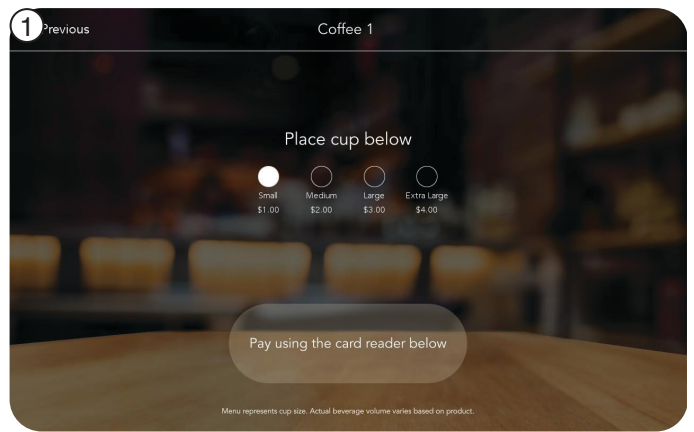 1
Previous
Coffee 1
Place cup below
Small Medium Large Extra Large
$1.00 $2.00 $3.00 $4.00
Pay using the card reader below
Menu represents cup size. Actual beverage volume varies based on product.